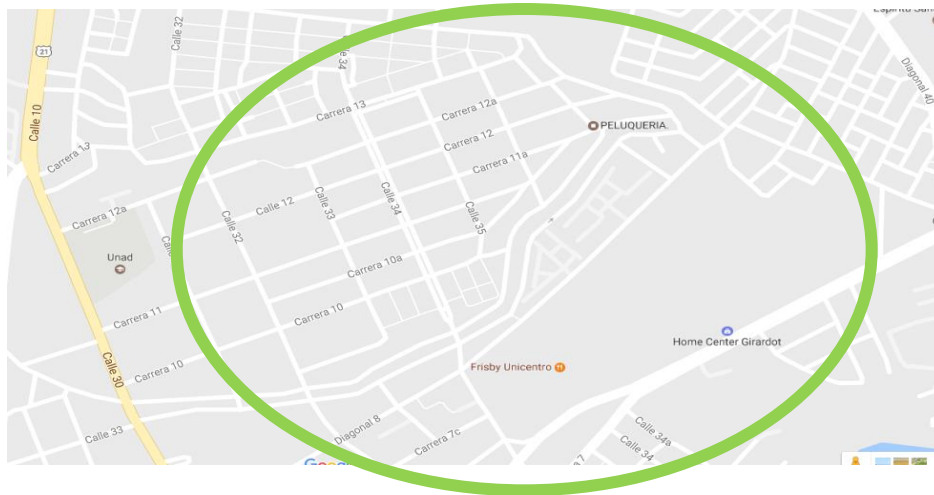 Espiritu San
Calle 32
Calle 34
21
Diagonal 40
Calle 10
Carrera 13
Carrera 12a
PELUQUERIA.
Carrera 12
Carrera 13
Carrera 11a
Calle 12
Calle 33
Calle 34
Carrera 12a
Calle 32
Calle 35
Unad
Carrera 10a
Carrera 11
Carrera 10
Home Center Girardot
Carrera 10
Frisby Unicentro
Calle 30
Diagonal 8
Calle 33
Carrera 7c
Calle 34a
Calle 34
Google